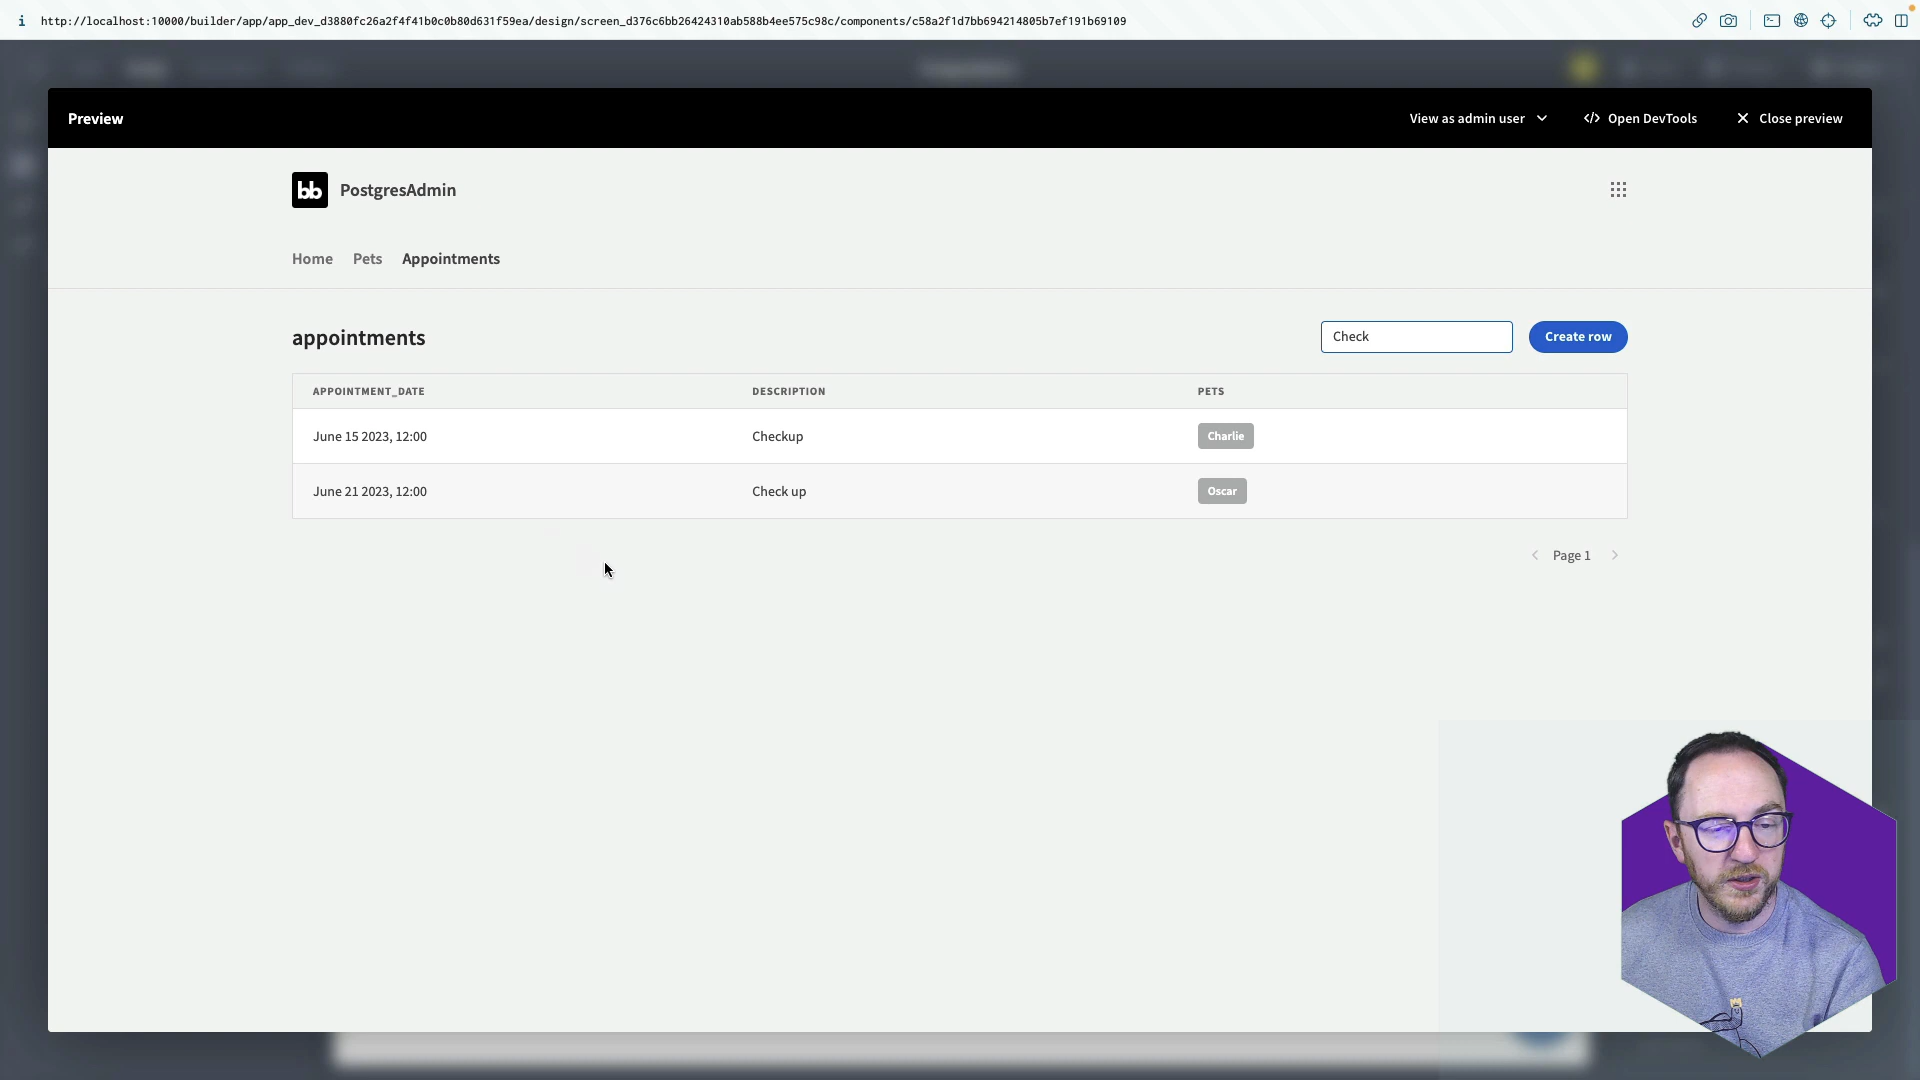 i http://localhost:10000/builder/app/app_dev_d3880fc26a2f4f41b0c0b80d631f59ea/design/screen_d376c6bb26424310ab588b4ee575c98c/components/c58a2f1d7bb694214805b7ef191b69109
Preview View as admin user </> Open DevTools Close preview
bb PostgresAdmin
Home Pets Appointments
appointments Check Create row
APPOINTMENT_DATE DESCRIPTION PETS
June 15 2023, 12:00 Checkup Charlie
June 21 2023, 12:00 Check up Oscar
Page 1